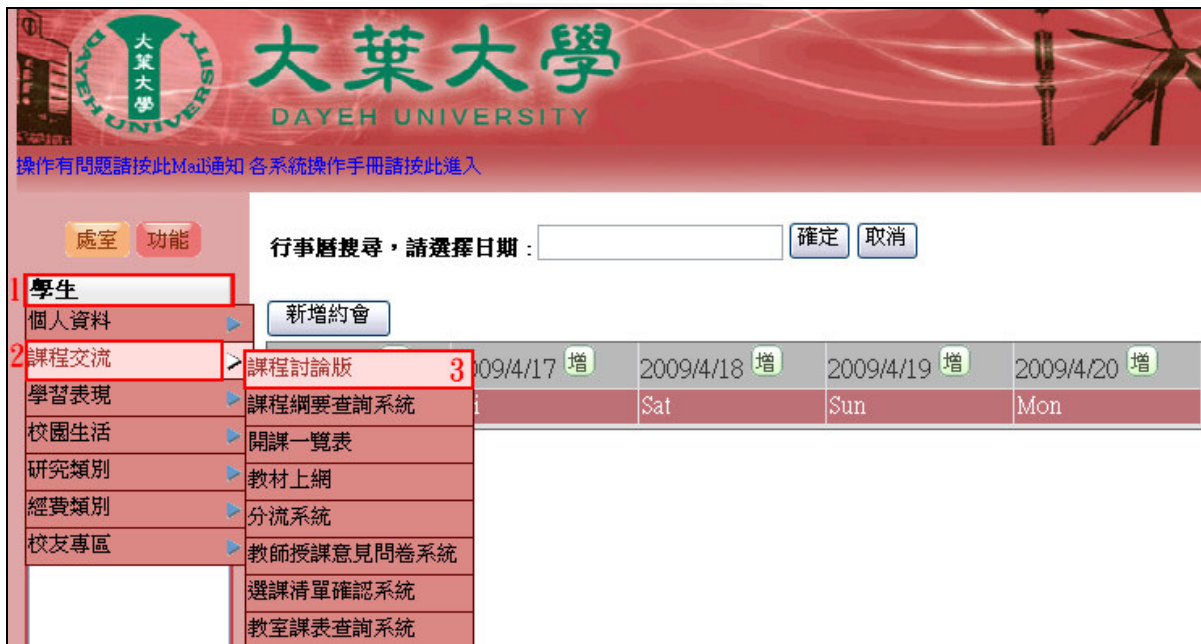 大葉大學
DAYEH UNIVERSITY
大葉大學
DAYEH UNIVERSITY
操作有問題請按此Mail通知 各系統操作手冊請按此進入
處室 功能
行事曆搜尋，請選擇日期： 確定 取消
1 學生
新增約會
個人資料
2 課程交流
課程討論版 3
009/4/17 增 2009/4/18 增 2009/4/19 增 2009/4/20 增
學習表現
課程綱要查詢系統
i Sat Sun Mon
校園生活
開課一覽表
研究類別
教材上網
經費類別
分流系統
校友專區
教師授課意見問卷系統
選課清單確認系統
教室課表查詢系統